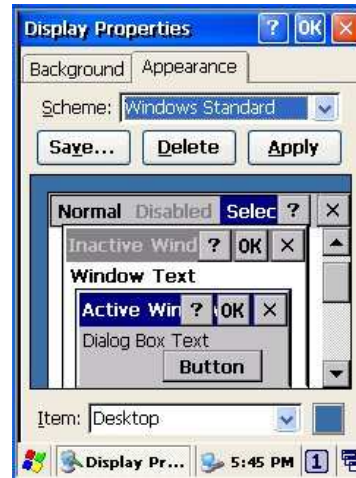 Display Properties ? OK ×
Background Appearance
Scheme: Windows Standard
Save... Delete Apply
Normal Disabled Selec ? ×
Inactive Wind ? OK ×
Window Text
Active Win ? OK ×
Dialog Box Text
Button
Item: Desktop
Display Pr... 5:45 PM 1